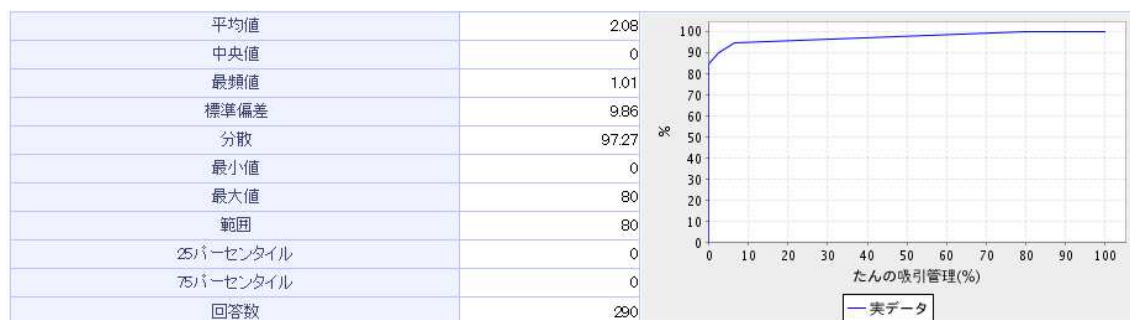 平均値 2.08
中央値 0
最頻値 1.01
標準偏差 9.86
分散 97.27
最小値 0
最大値 80
範囲 80
25パーセンタイル 0
75パーセンタイル 0
回答数 290
100
90
80
70
60
50
40
30
20
10
0
%
0 10 20 30 40 50 60 70 80 90 100
たんの吸引管理(%)
実データ